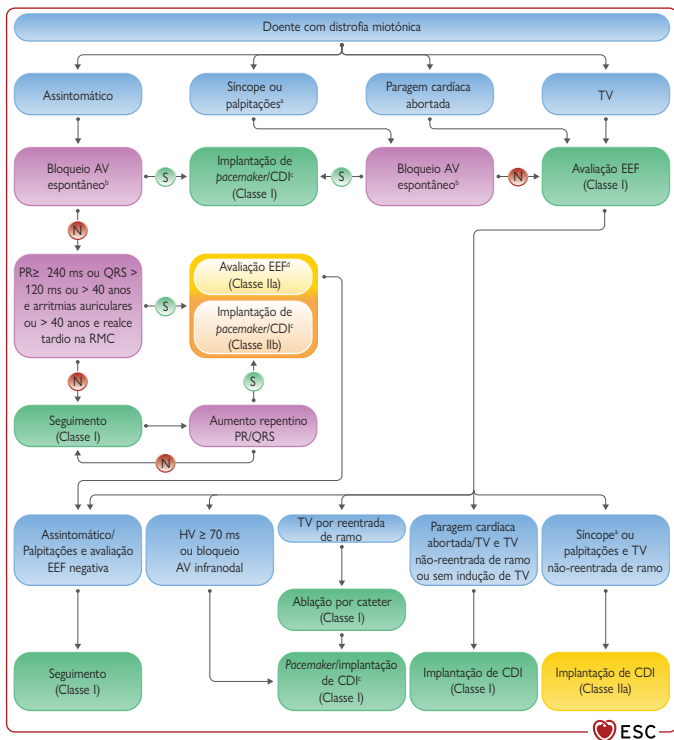 Doente com distrofia miotónica
Assintomático
Síncope ou
palpitaçõesᵃ
Paragem cardíaca
abortada
TV
Bloqueio AV
espontâneoᵇ
S
Implantação de
pacemaker/CDIᶜ
(Classe I)
S
Bloqueio AV
espontâneoᵇ
N
Avaliação EEF
(Classe I)
N
PR≥ 240 ms ou QRS >
120 ms ou > 40 anos
e arritmias auriculares
ou > 40 anos e realce
tardio na RMC
S
Avaliação EEFᵈ
(Classe IIa)
Implantação de
pacemaker/CDIᶜ
(Classe IIb)
N
S
Seguimento
(Classe I)
Aumento repentino
PR/QRS
N
Assintomático/
Palpitações e avaliação
EEF negativa
HV ≥ 70 ms
ou bloqueio
AV infranodal
TV por reentrada
de ramo
Paragem cardíaca
abortada/TV e TV
não-reentrada de ramo
ou sem indução de TV
Síncopeᵃ ou
palpitações e TV
não-reentrada de ramo
Ablação por cateter
(Classe I)
Seguimento
(Classe I)
Pacemaker/implantação
de CDIᶜ
(Classe I)
Implantação de CDI
(Classe I)
Implantação de CDI
(Classe IIa)
ESC